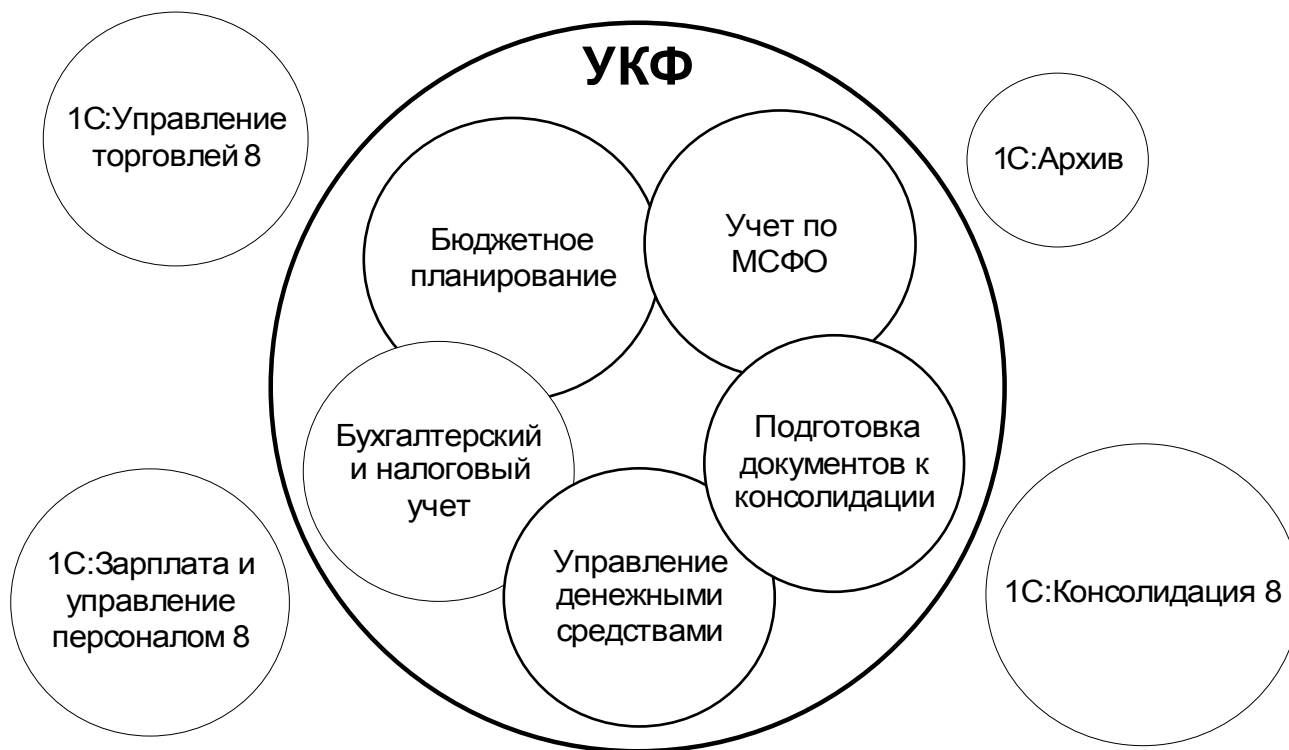 УКФ
1С:Управление
торговлей 8
1С:Архив
Бюджетное
планирование
Учет по
МСФО
Бухгалтерский
и налоговый
учет
Подготовка
документов к
консолидации
1С:Зарплата и
управление
персоналом 8
Управление
денежными
средствами
1С:Консолидация 8